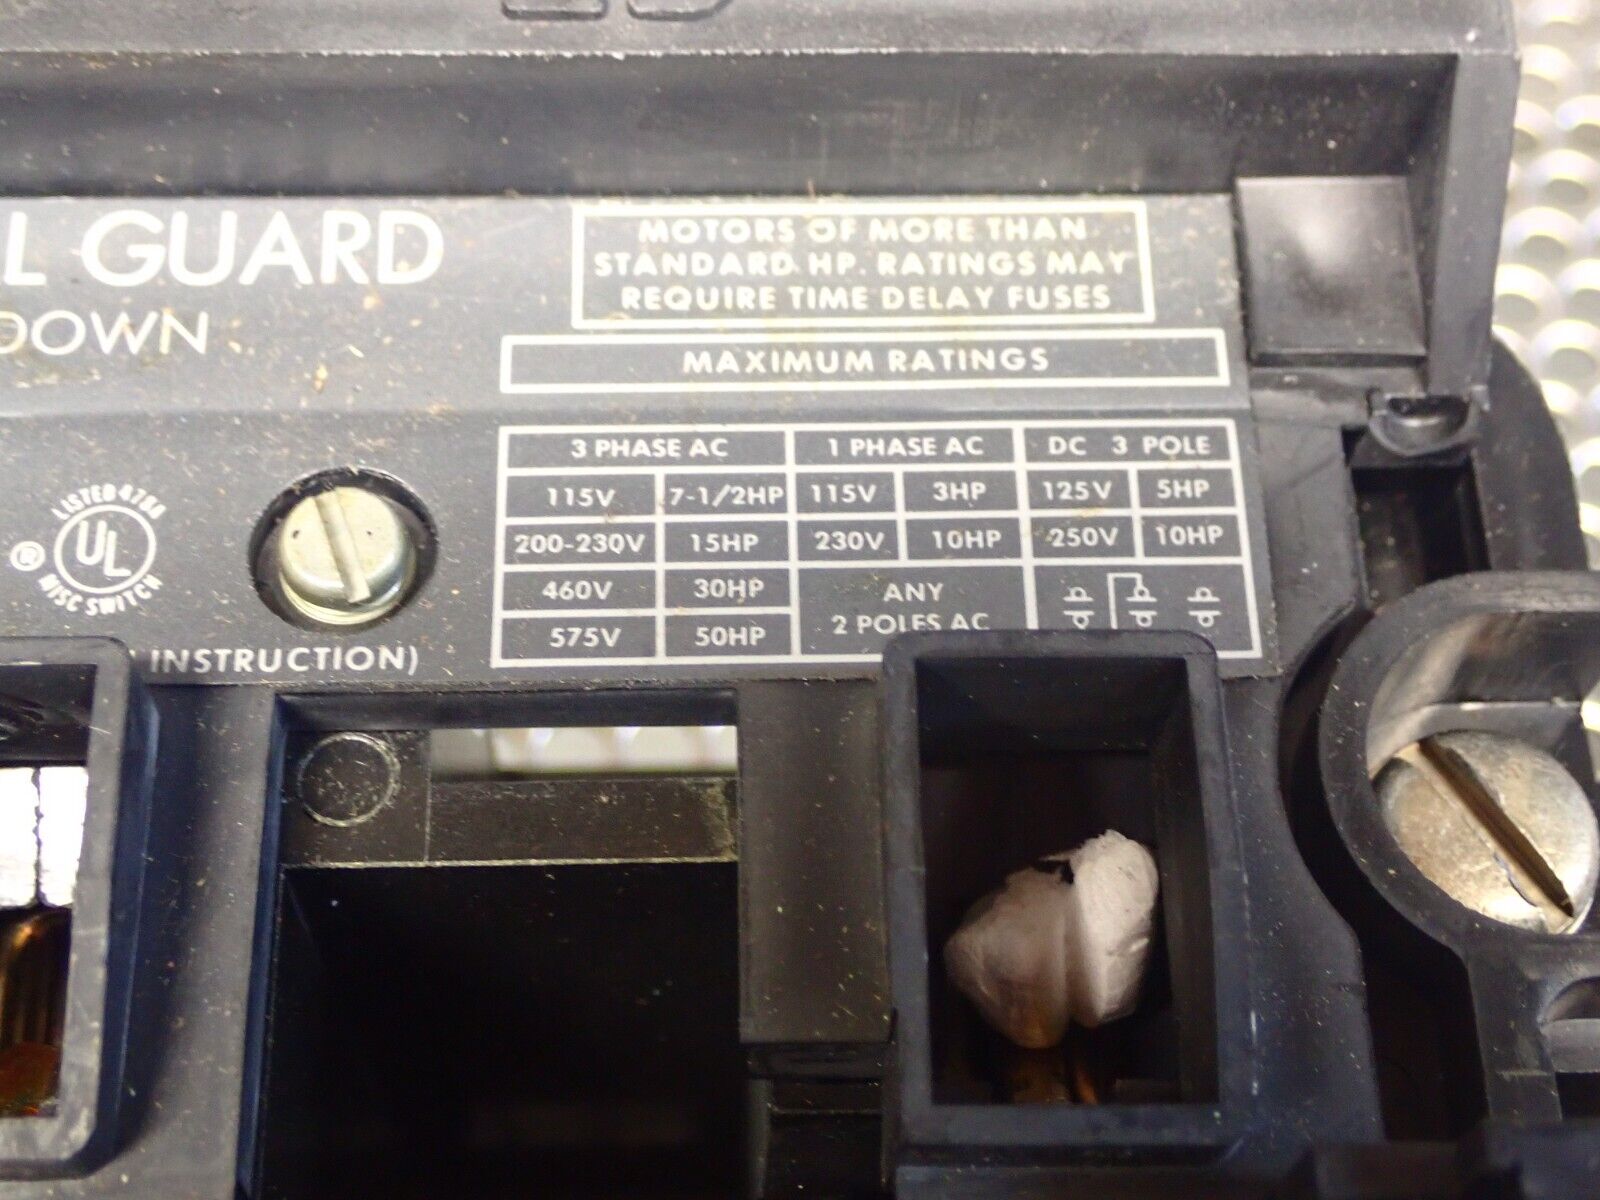 L GUARD
DOWN
MOTORS OF MORE THAN
STANDARD HP. RATINGS MAY
REQUIRE TIME DELAY FUSES
MAXIMUM RATINGS
3 PHASE AC 1 PHASE AC DC 3 POLE
115V 7-1/2HP 115V 3HP 125V 5HP
200-230V 15HP 230V 10HP 250V 10HP
460V 30HP ANY
575V 50HP 2 POLES AC
LISTED 478A
UL
®
MISC SWITCH
INSTRUCTION)